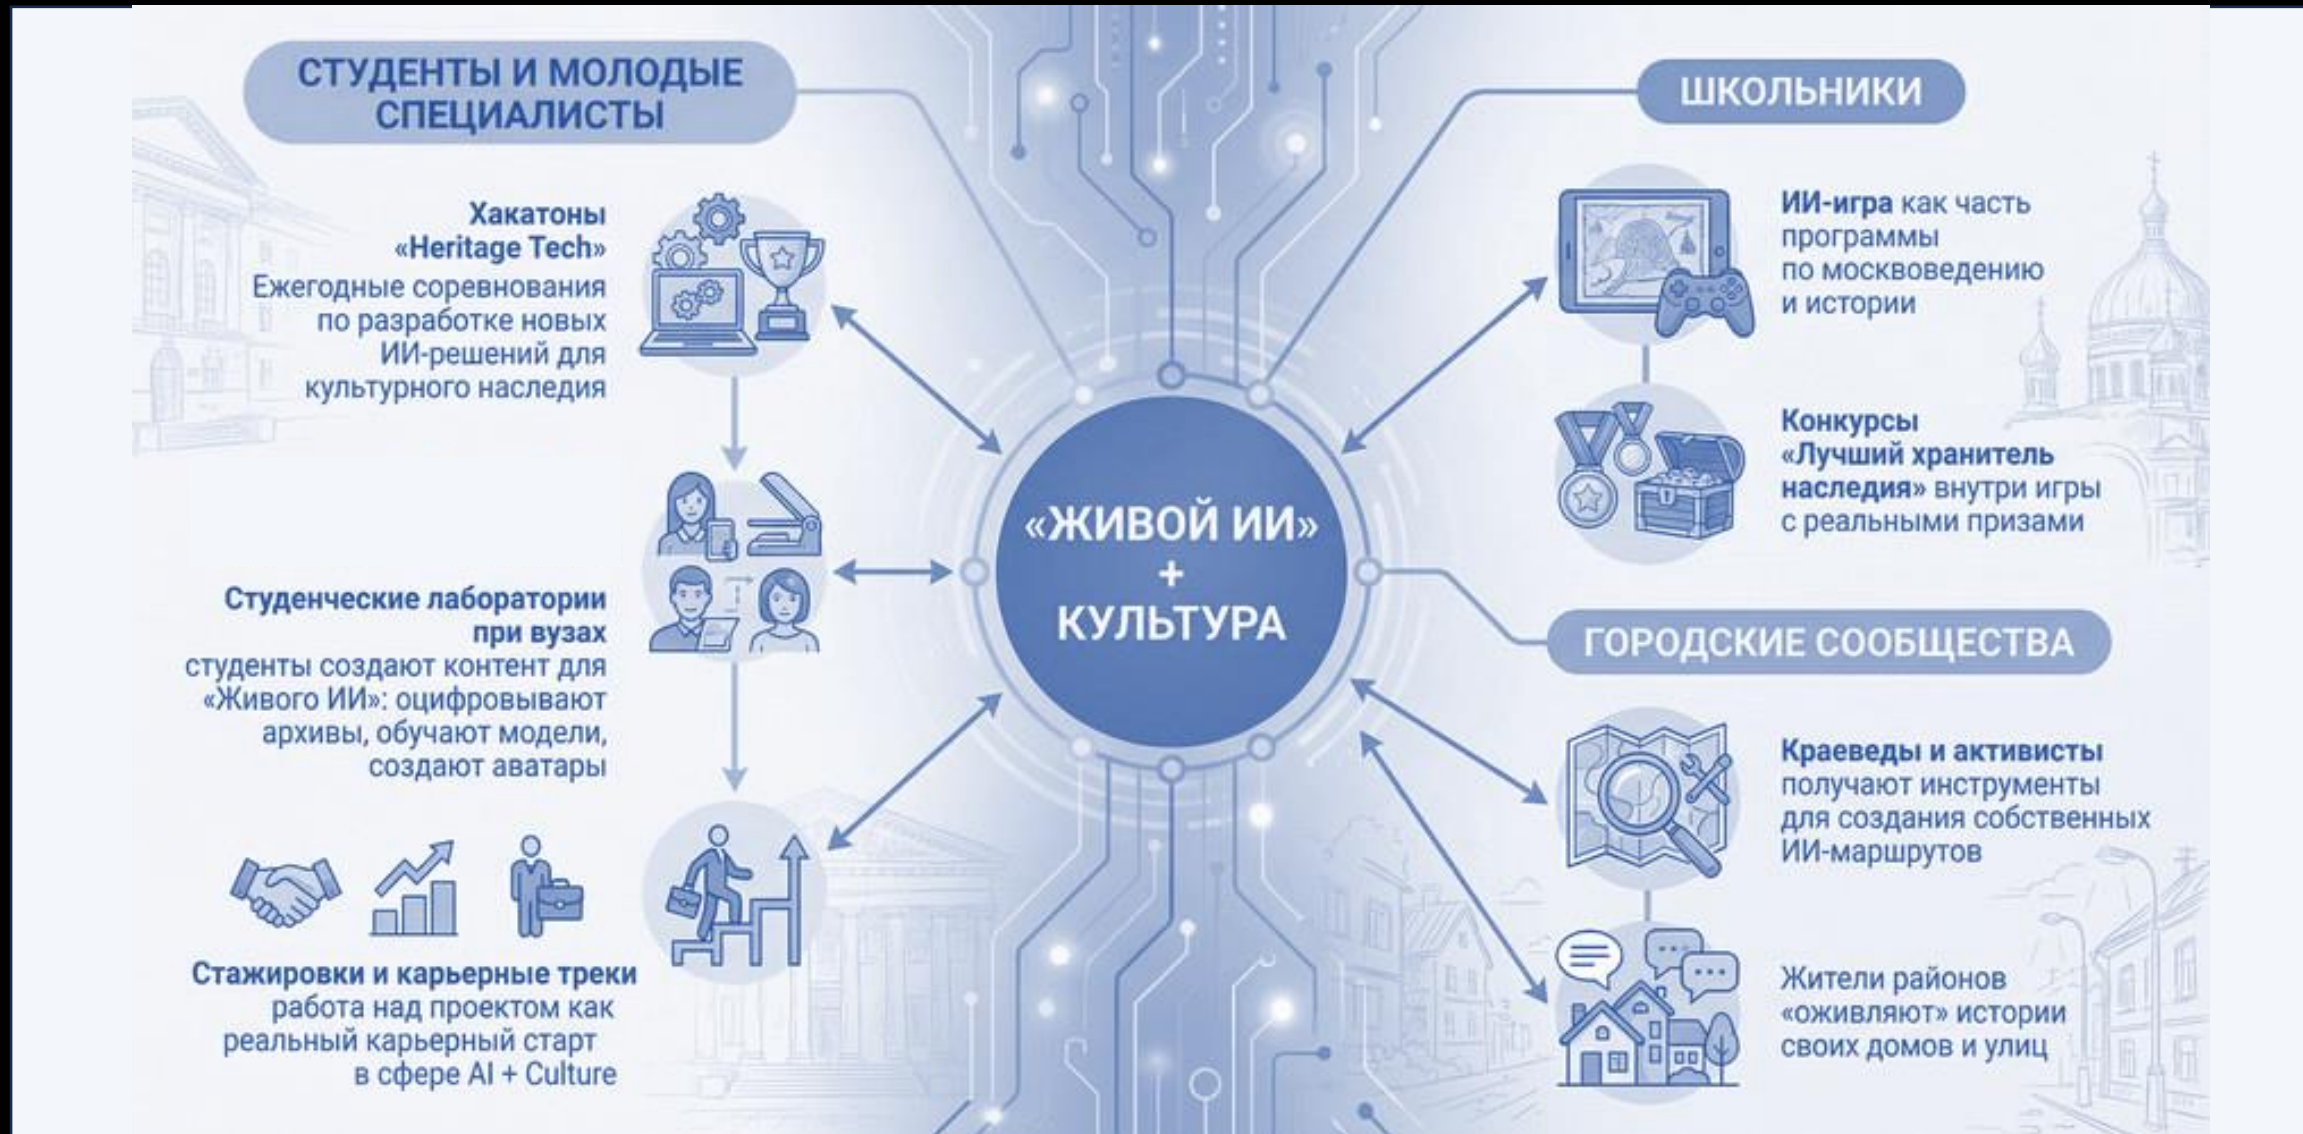 СТУДЕНТЫ И МОЛОДЫЕ
СПЕЦИАЛИСТЫ
Хакатоны
«Heritage Tech»
Ежегодные соревнования
по разработке новых
ИИ-решений для
культурного наследия
Студенческие лаборатории
при вузах
студенты создают контент для
«Живого ИИ»: оцифровывают
архивы, обучают модели,
создают аватары
Стажировки и карьерные треки
работа над проектом как
реальный карьерный старт
в сфере AI + Culture
«ЖИВОЙ ИИ»
+
КУЛЬТУРА
ШКОЛЬНИКИ
ИИ-игра как часть
программы
по москвоведению
и истории
Конкурсы
«Лучший хранитель
наследия» внутри игры
с реальными призами
ГОРОДСКИЕ СООБЩЕСТВА
Краеведы и активисты
получают инструменты
для создания собственных
ИИ-маршрутов
Жители районов
«оживляют» истории
своих домов и улиц